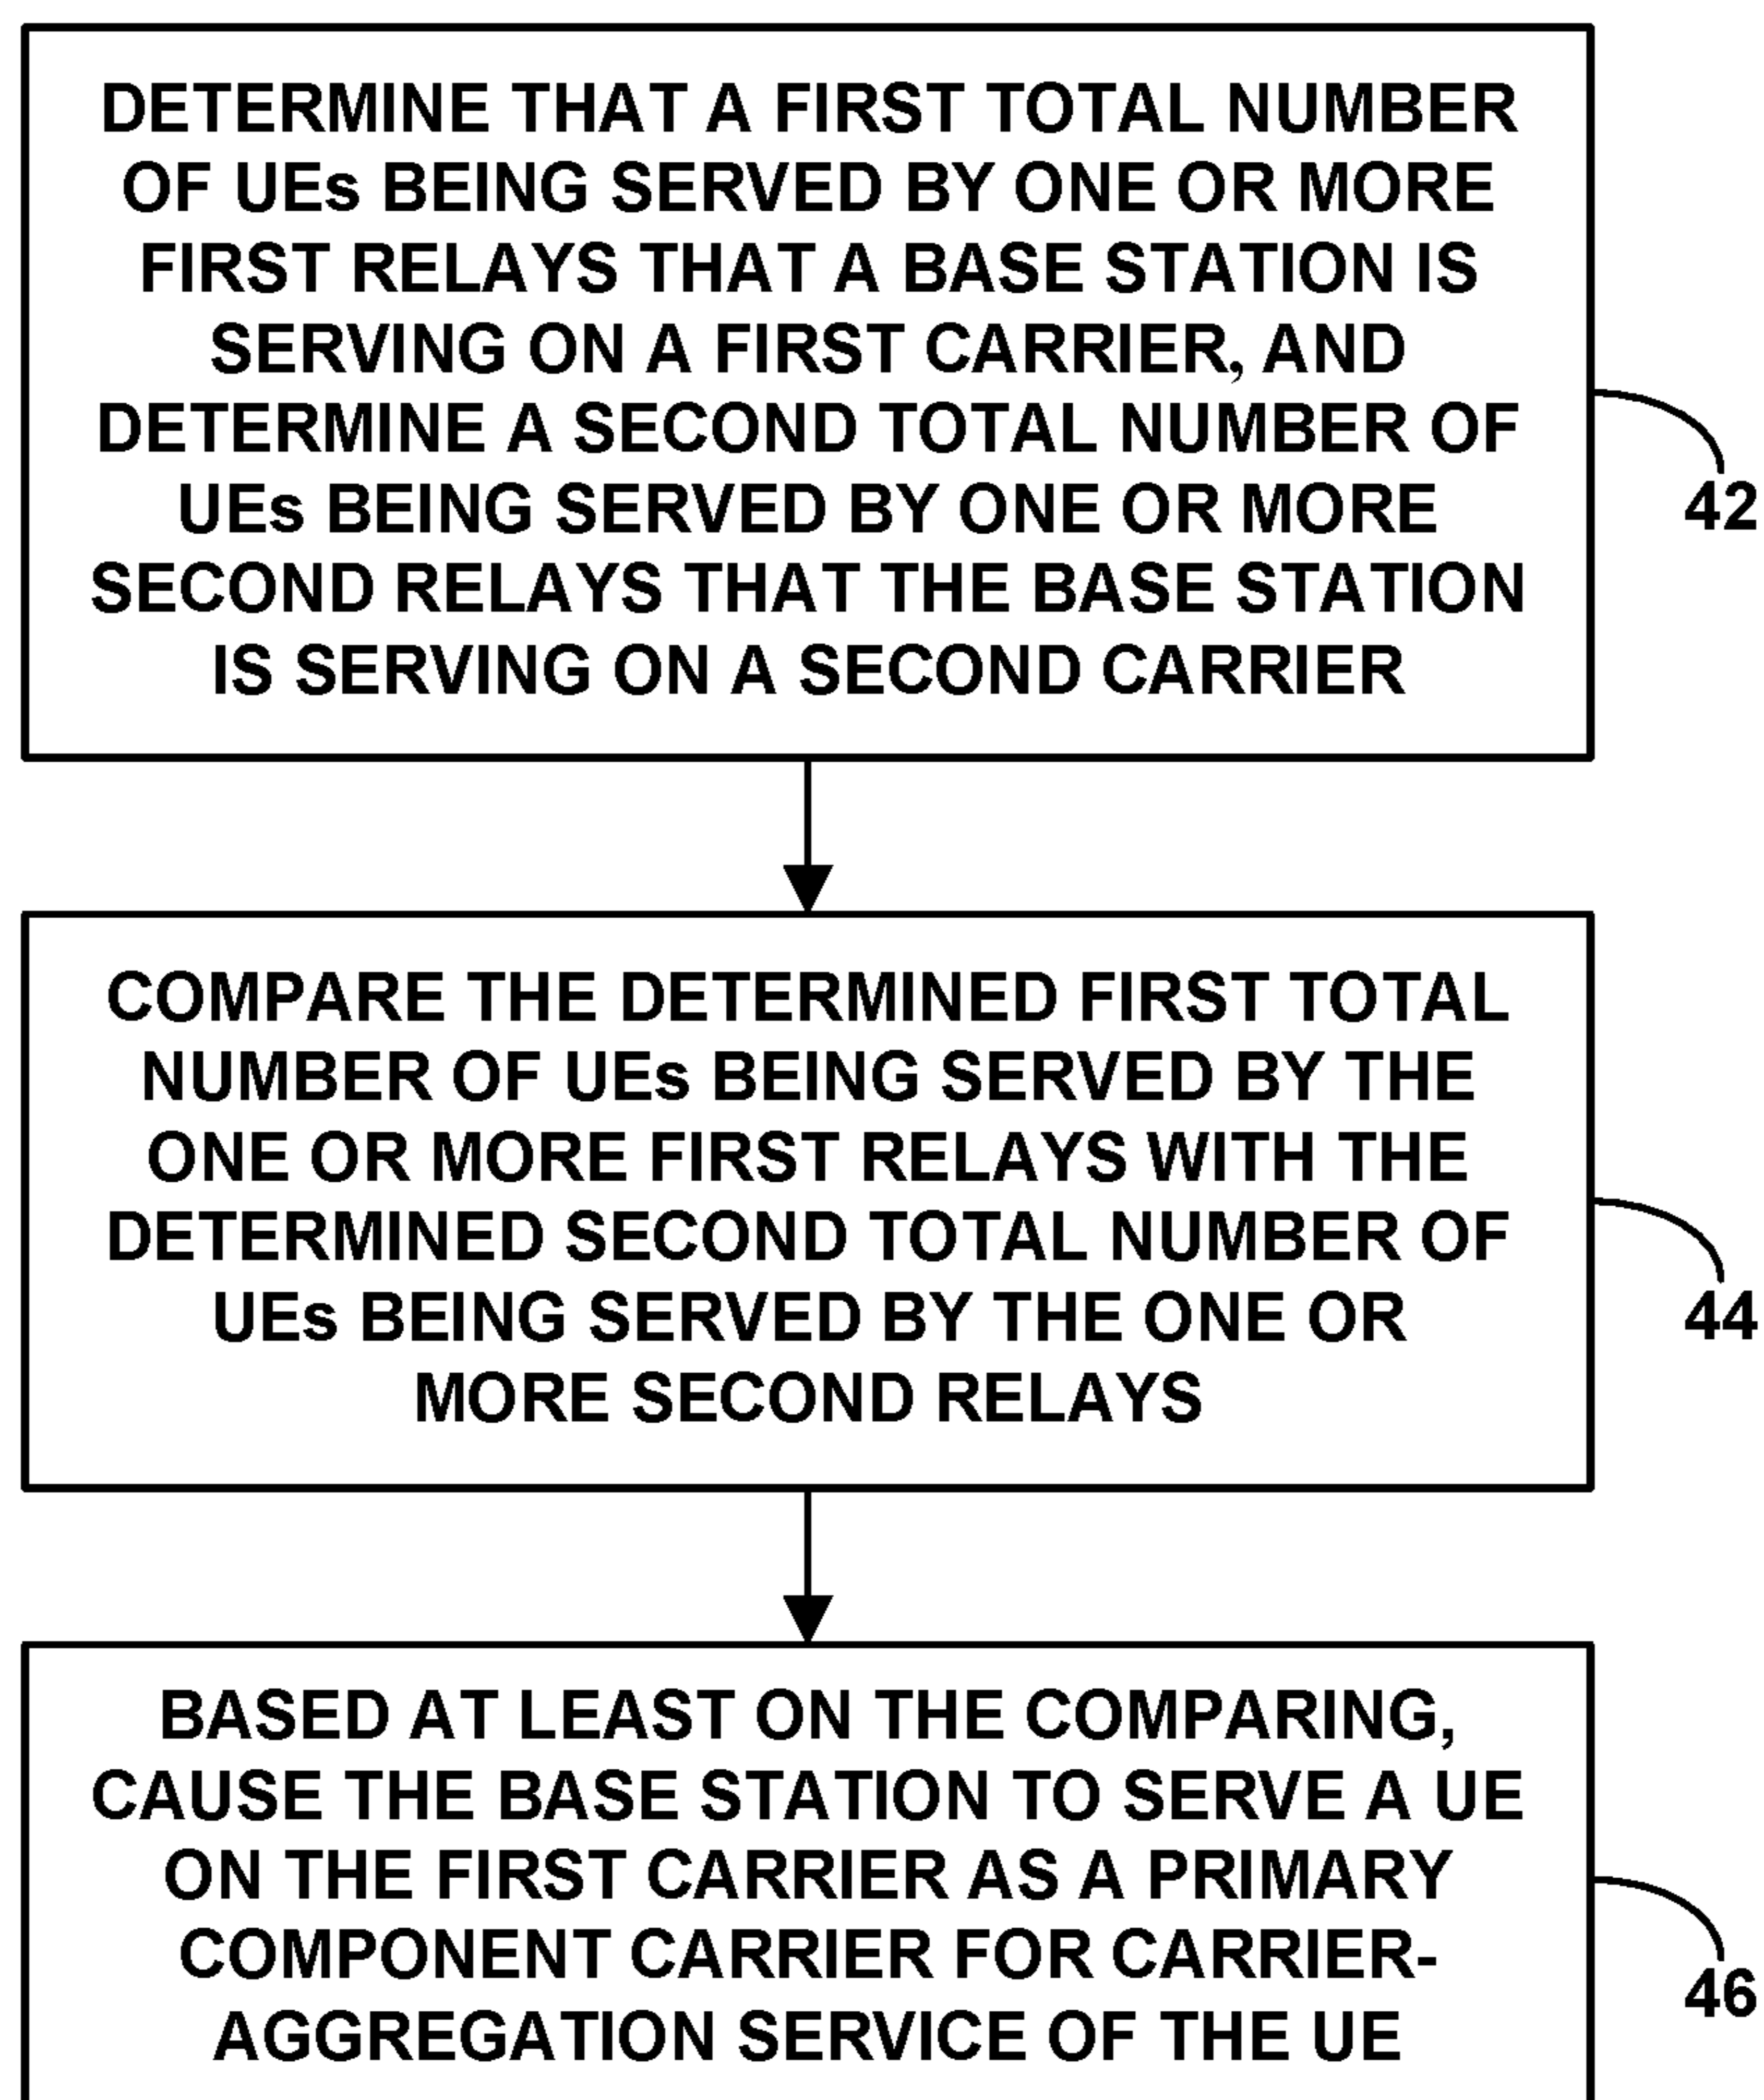 DETERMINE THAT A FIRST TOTAL NUMBER
OF UEs BEING SERVED BY ONE OR MORE
FIRST RELAYS THAT A BASE STATION IS
SERVING ON A FIRST CARRIER, AND
DETERMINE A SECOND TOTAL NUMBER OF
UEs BEING SERVED BY ONE OR MORE
SECOND RELAYS THAT THE BASE STATION
IS SERVING ON A SECOND CARRIER
42
COMPARE THE DETERMINED FIRST TOTAL
NUMBER OF UEs BEING SERVED BY THE
ONE OR MORE FIRST RELAYS WITH THE
DETERMINED SECOND TOTAL NUMBER OF
UEs BEING SERVED BY THE ONE OR
MORE SECOND RELAYS
44
BASED AT LEAST ON THE COMPARING,
CAUSE THE BASE STATION TO SERVE A UE
ON THE FIRST CARRIER AS A PRIMARY
COMPONENT CARRIER FOR CARRIER-
AGGREGATION SERVICE OF THE UE
46